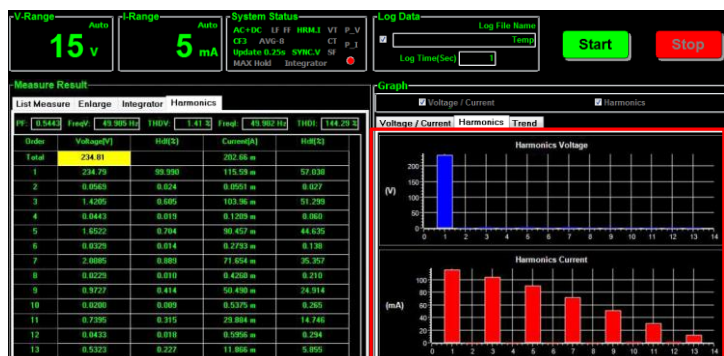 V-Range
Auto
15 V
I-Range
Auto
5 mA
System Status
AC+DC LF FF HRM.I VT P_V
CF3 AVG-8 CT P_I
Update 0.25s SYNC.V SF
MAX Hold Integrator
Log Data
Log File Name
Temp
Log Time(Sec) 1
Start
Stop
Measure Result
List Measure Enlarge Integrator Harmonics
PF: 0.5443 FreqV: 49.985 Hz THDV: 1.41 % FreqI: 49.982 Hz THDI: 144.29 %
Order Voltage[V] Hdf[%] Current[A] Hdf[%]
Total 234.81 202.66 m
1 234.79 99.990 115.59 m 57.038
2 0.0569 0.024 0.0551 m 0.027
3 1.4205 0.605 103.96 m 51.299
4 0.0443 0.019 0.1209 m 0.060
5 1.6522 0.704 90.457 m 44.635
6 0.0329 0.014 0.2793 m 0.138
7 2.0885 0.889 71.654 m 35.357
8 0.0229 0.010 0.4260 m 0.210
9 0.9727 0.414 50.490 m 24.914
10 0.0200 0.009 0.5375 m 0.265
11 0.7395 0.315 29.884 m 14.746
12 0.0433 0.018 0.5956 m 0.294
13 0.5323 0.227 11.866 m 5.855
Graph
Voltage / Current Harmonics
Voltage / Current Harmonics Trend
Harmonics Voltage
200
150
(V)
100
50
0
0 1 2 3 4 5 6 7 8 9 10 11 12 13 14
Harmonics Current
100
80
(mA) 60
40
20
0
0 1 2 3 4 5 6 7 8 9 10 11 12 13 14